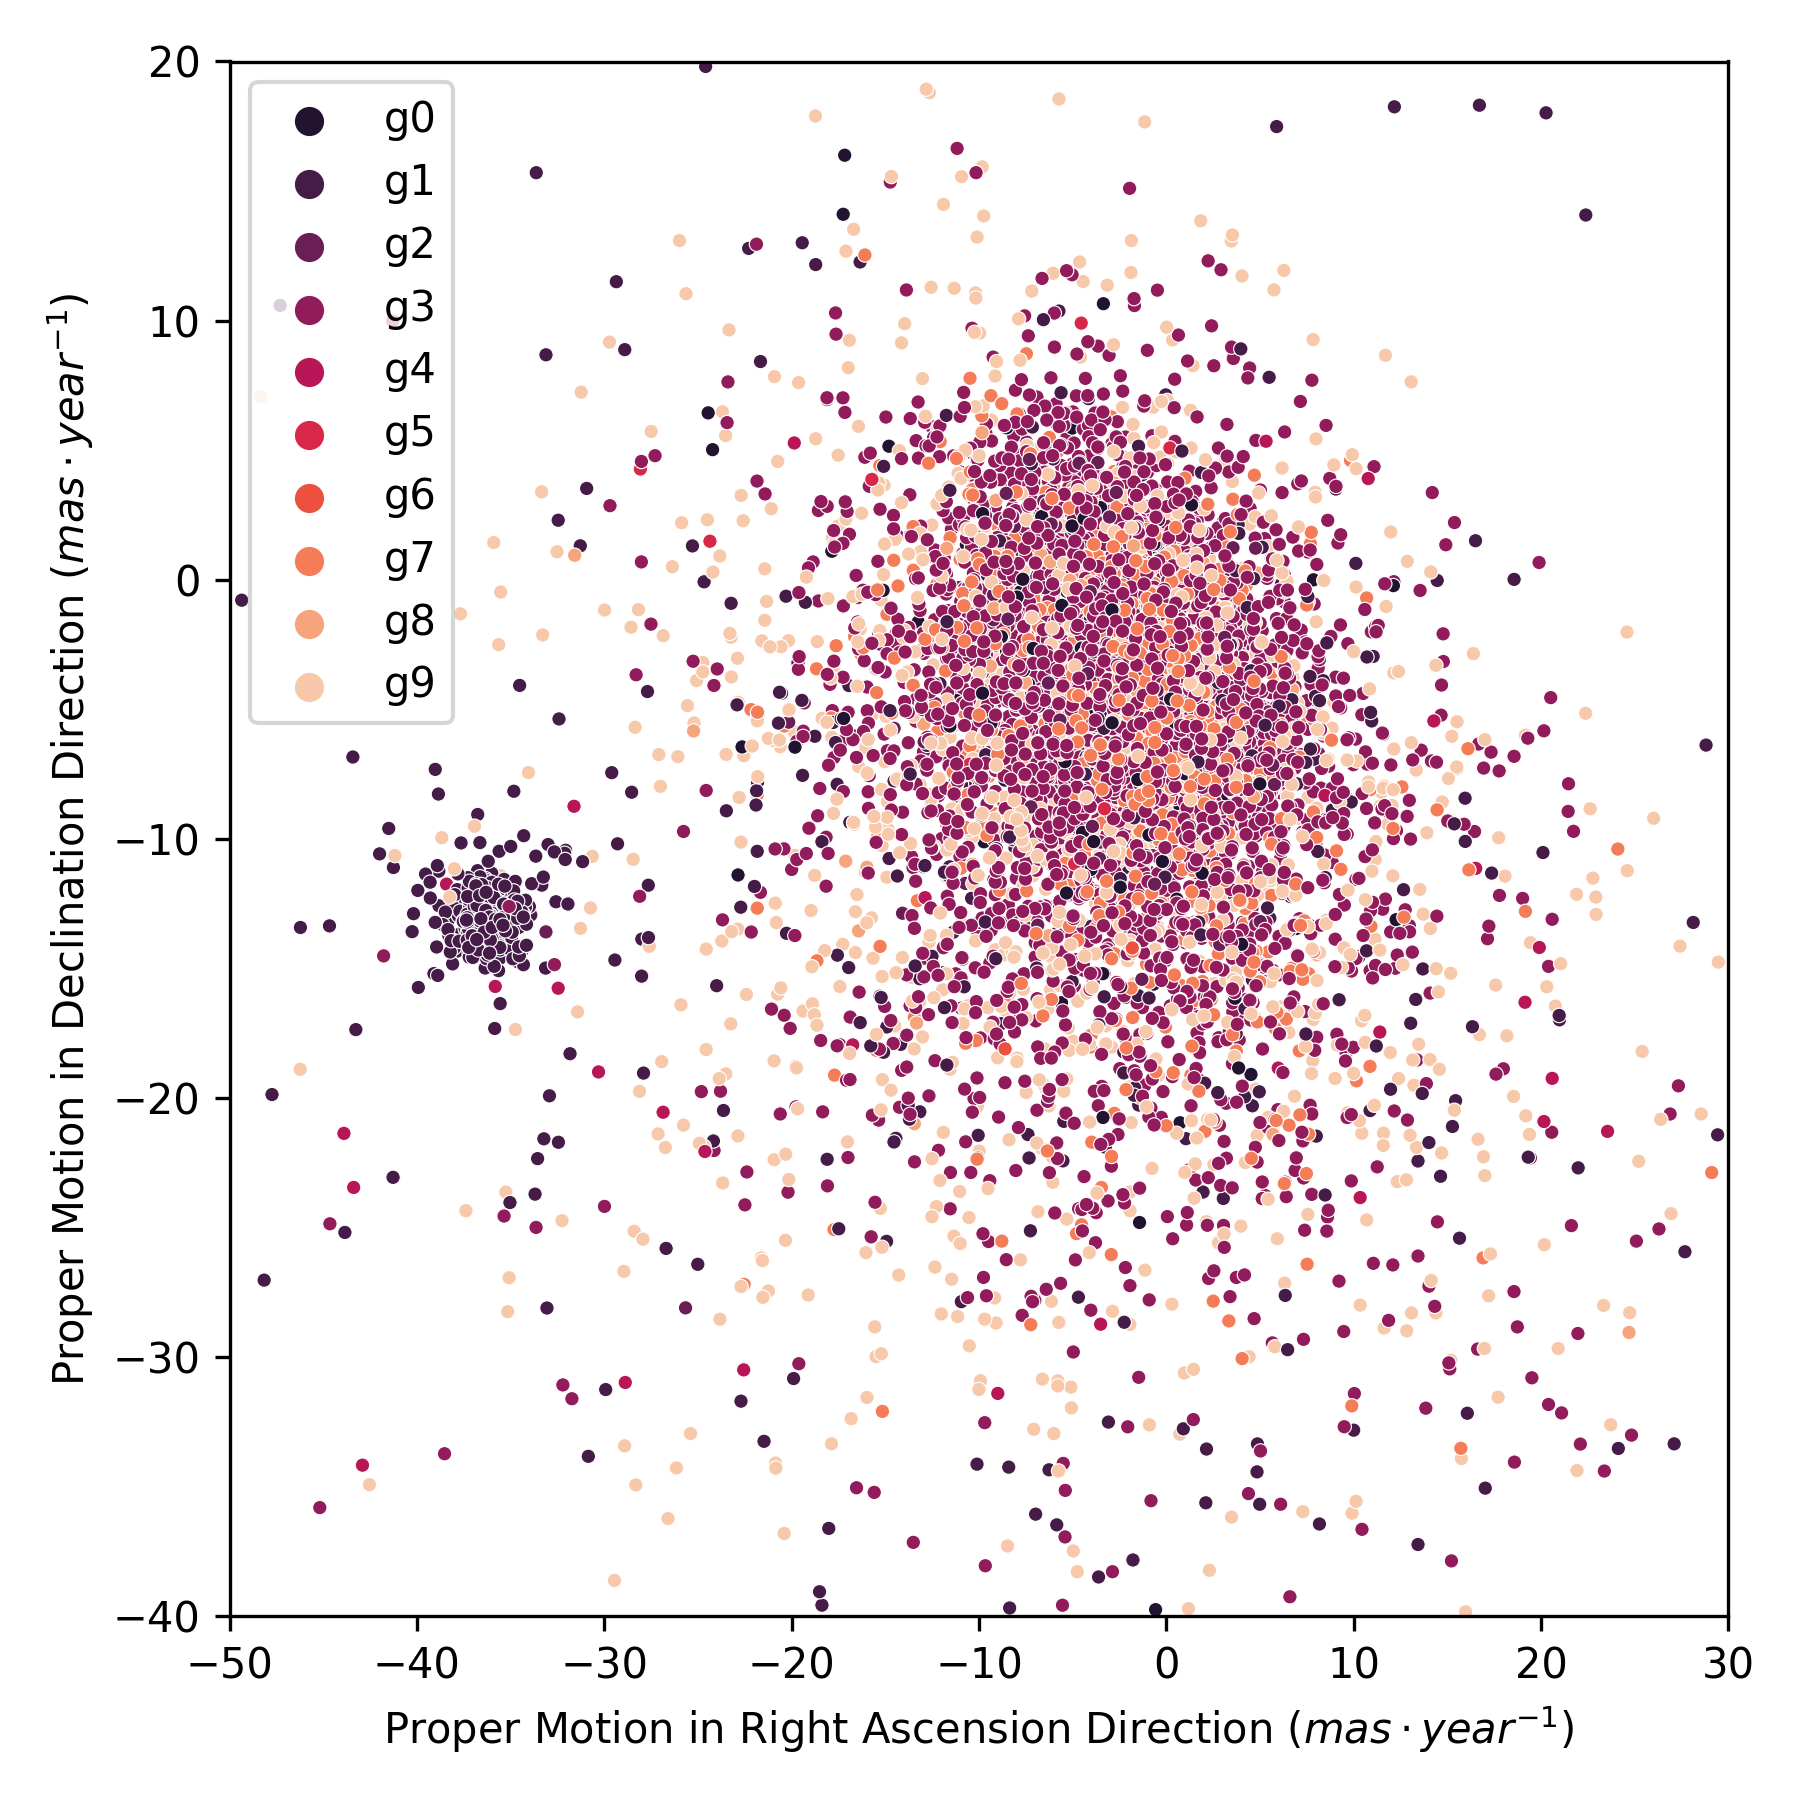 20
10
0
−10
−20
−30
−40
Proper Motion in Declination Direction (mas · year⁻¹)
g0
g1
g2
g3
g4
g5
g6
g7
g8
g9
−50 −40 −30 −20 −10 0 10 20 30
Proper Motion in Right Ascension Direction (mas · year⁻¹)